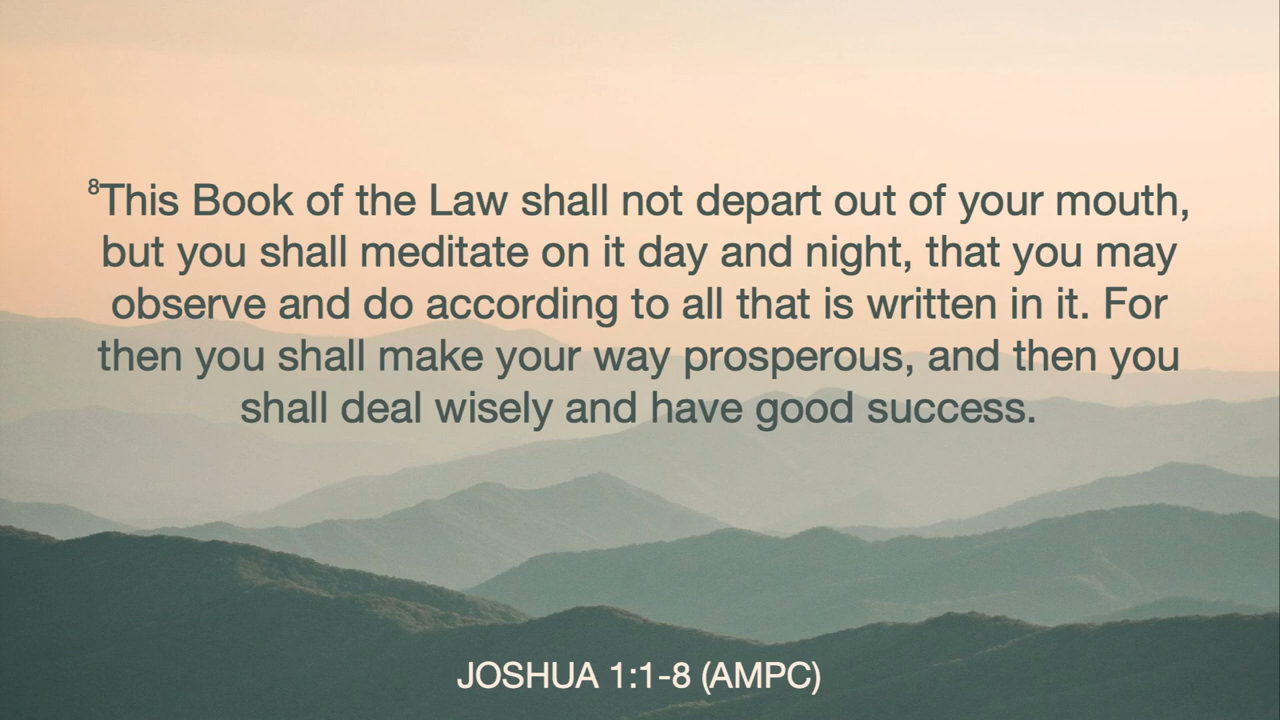 ⁸This Book of the Law shall not depart out of your mouth,
but you shall meditate on it day and night, that you may
observe and do according to all that is written in it. For
then you shall make your way prosperous, and then you
shall deal wisely and have good success.
JOSHUA 1:1-8 (AMPC)